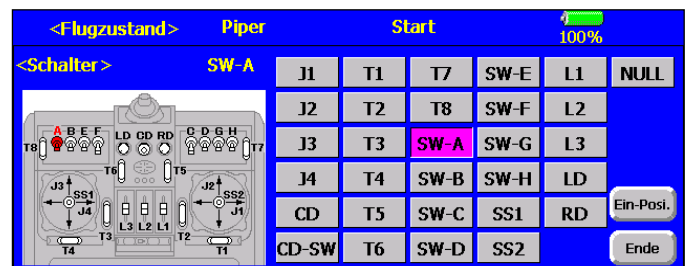 <Flugzustand> Piper Start 100%
<Schalter> SW-A
J1 T1 T7 SW-E L1 NULL
J2 T2 T8 SW-F L2
J3 T3 SW-A SW-G L3
J4 T4 SW-B SW-H LD
CD T5 SW-C SS1 RD Ein-Posi.
CD-SW T6 SW-D SS2 Ende
A B E F LD CD RD C D G H
T8 T7
T6 T5
J3 SS1 J4 J2 SS2 J1
L3 L2 L1
T3 T2
T4 T1